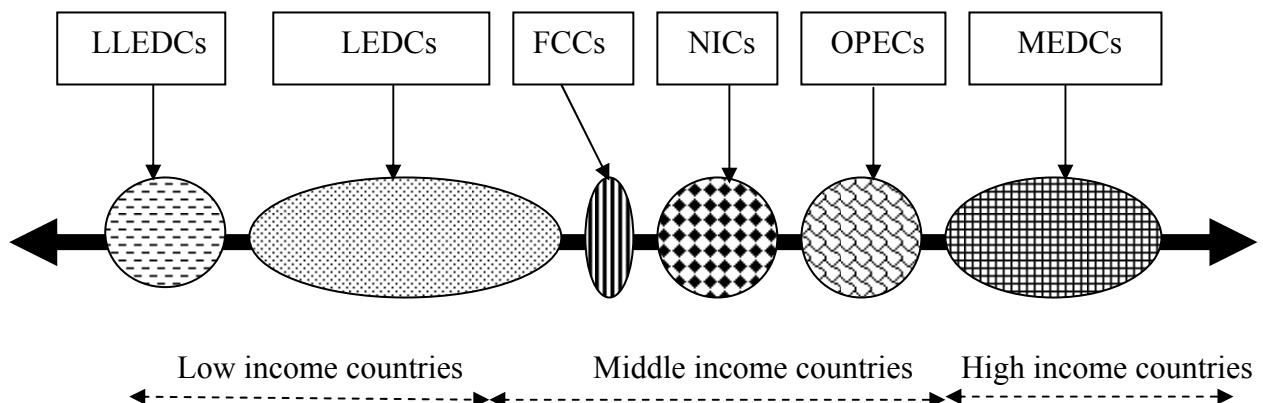 LLEDCs
LEDCs
FCCs
NICs
OPECs
MEDCs
Low income countries
Middle income countries
High income countries